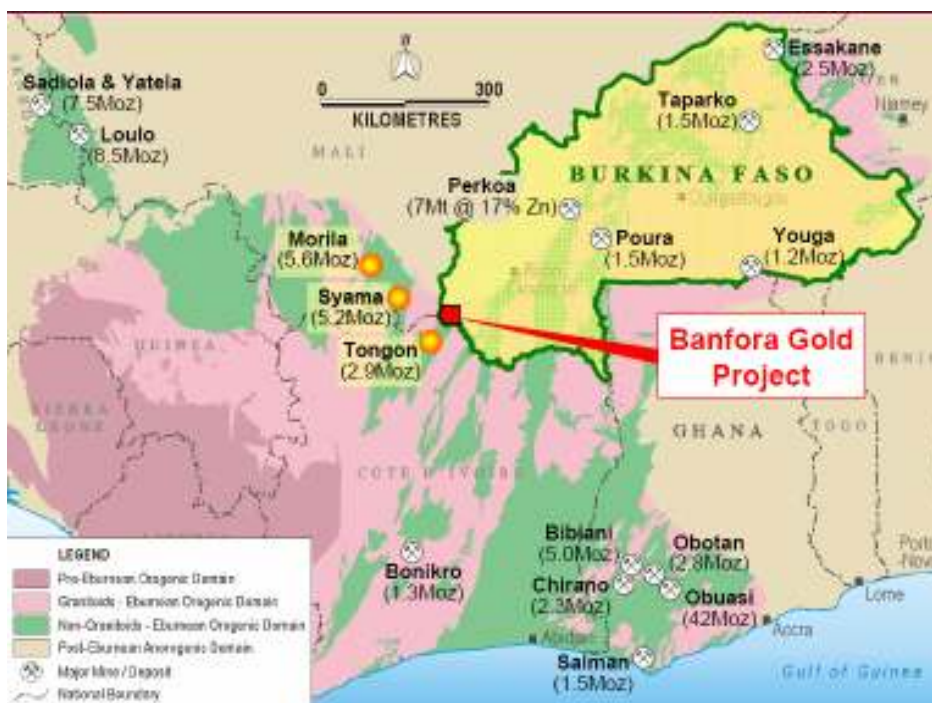 Essakane
(2.5Moz)
Sadiola & Yatela
(7.5Moz)
Loulo
(8.5Moz)
0 300
KILOMETRES
MALI
Niamey
Taparko
(1.5Moz)
BURKINA FASO
Perkoa
(7Mt @ 17% Zn)
Morila
(5.6Moz)
Poura
(1.5Moz)
Youga
(1.2Moz)
Syama
(5.2Moz)
Tongon
(2.9Moz)
Banfora Gold
Project
GUINEA
SIERRA
LEONE
GHANA
TOGO
COTE D'IVOIRE
Bibiani
(5.0Moz)
Obotan
(2.8Moz)
Bonikro
(1.3Moz)
Chirano
(2.3Moz)
Obuasi
(42Moz)
Lome
Accra
Abidjan
Salman
(1.5Moz)
Gulf of Guinea
LEGEND
Pre-Eburnean Orogenic Domain
Granitoids - Eburnean Orogenic Domain
Non-Granitoids - Eburnean Orogenic Domain
Post-Eburnean Anorogenic Domain
Major Mine / Deposit
National Boundary